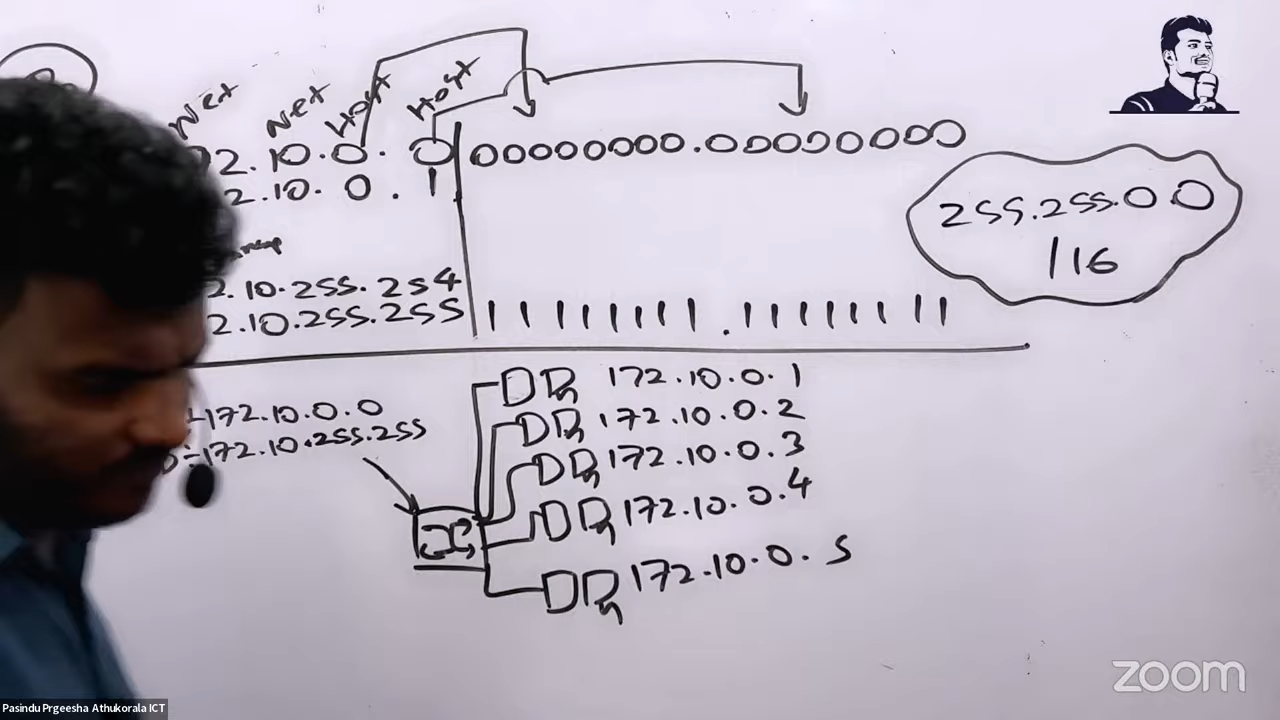 Net Net Host Host
72.10.0. 0 00000000.00000000
2.10. 0 . 1
255.255.0.0
/16
2.10.255.254
2.10.255.255 11111111.11111111
172.10.0.1
172.10.0.2
172.10.0.3
172.10.0.4
172.10.0.5
172.10.0.0
172.10.255.255
zoom
Pasindu Prgeesha Athukorala ICT